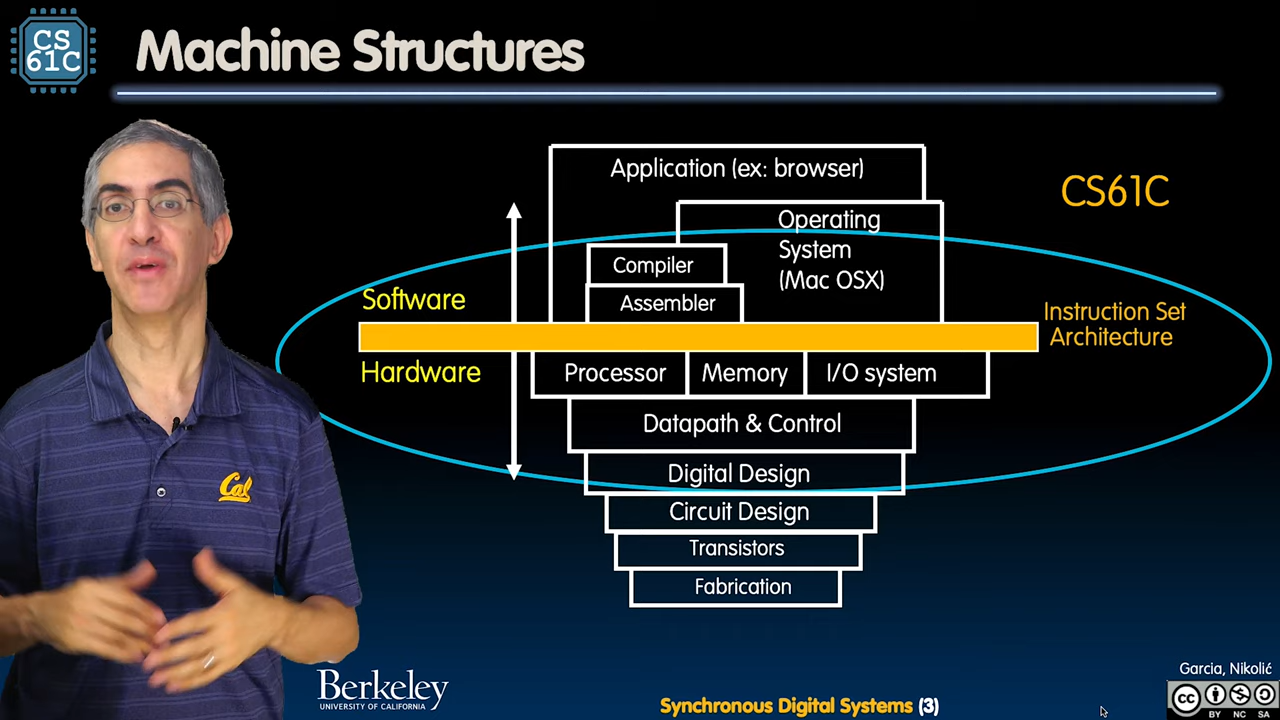 CS
61C
Machine Structures
Application (ex: browser)
CS61C
Operating
System
(Mac OSX)
Compiler
Assembler
Software
Instruction Set
Architecture
Hardware
Processor
Memory
I/O system
Datapath & Control
Digital Design
Cal
Circuit Design
Transistors
Fabrication
Berkeley
UNIVERSITY OF CALIFORNIA
Garcia, Nikolić
Synchronous Digital Systems (3)
cc
BY NC SA